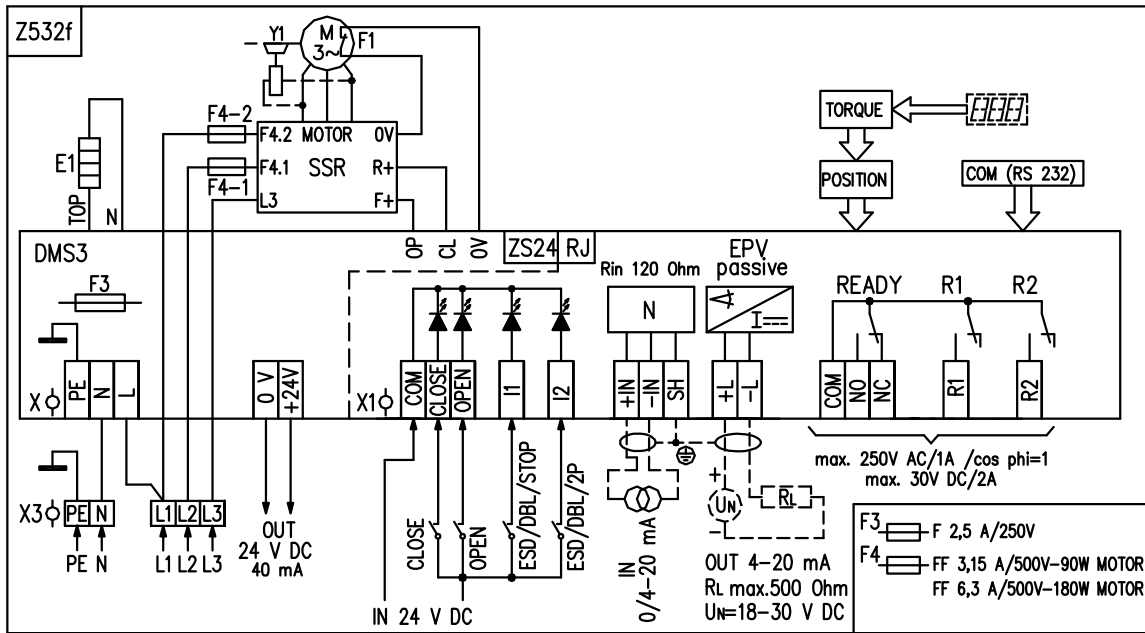 Z532f
Y1
M
3~
F1
F4-2
F4.2 MOTOR 0V
F4.1 SSR R+
F4-1
L3 F+
E1
TOP
N
TORQUE
POSITION
COM (RS 232)
DMS3
OP
CL
0V
ZS24 RJ
F3
Rin 120 Ohm
N
EPV
passive
I
READY R1 R2
X
PE
N
L
0 V
+24V
X1
COM
CLOSE
OPEN
I1
I2
+IN
-IN
SH
+L
-L
COM
NO
NC
R1
R2
max. 250V AC/1A /cos phi=1
max. 30V DC/2A
X3
PE N
L1 L2 L3
PE N
L1 L2 L3
OUT
24 V DC
40 mA
CLOSE
OPEN
ESD/DBL/STOP
ESD/DBL/2P
IN 24 V DC
IN
0/4-20 mA
+
UN
-
RL
OUT 4-20 mA
RL max.500 Ohm
UN=18-30 V DC
F3 F 2,5 A/250V
F4 FF 3,15 A/500V-90W MOTOR
FF 6,3 A/500V-180W MOTOR